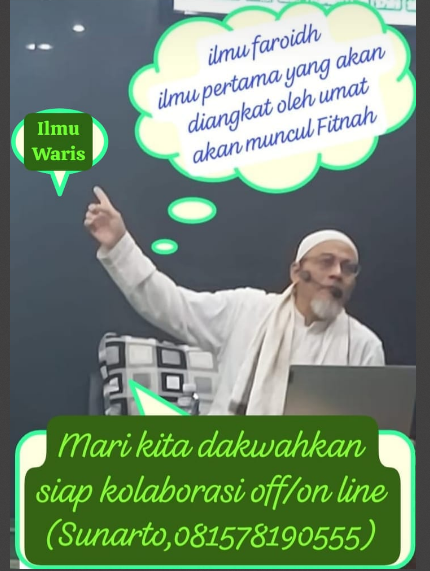 ilmu faroidh
ilmu pertama yang akan
diangkat oleh umat
akan muncul Fitnah
Ilmu
Waris
Mari kita dakwahkan
siap kolaborasi off/on line
(Sunarto,081578190555)